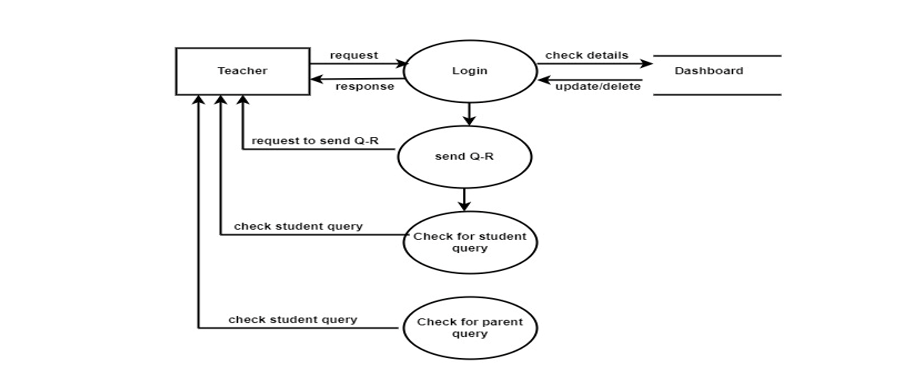 request
check details
Teacher
Login
Dashboard
response
update/delete
request to send Q-R
send Q-R
check student query
Check for student
query
check student query
Check for parent
query